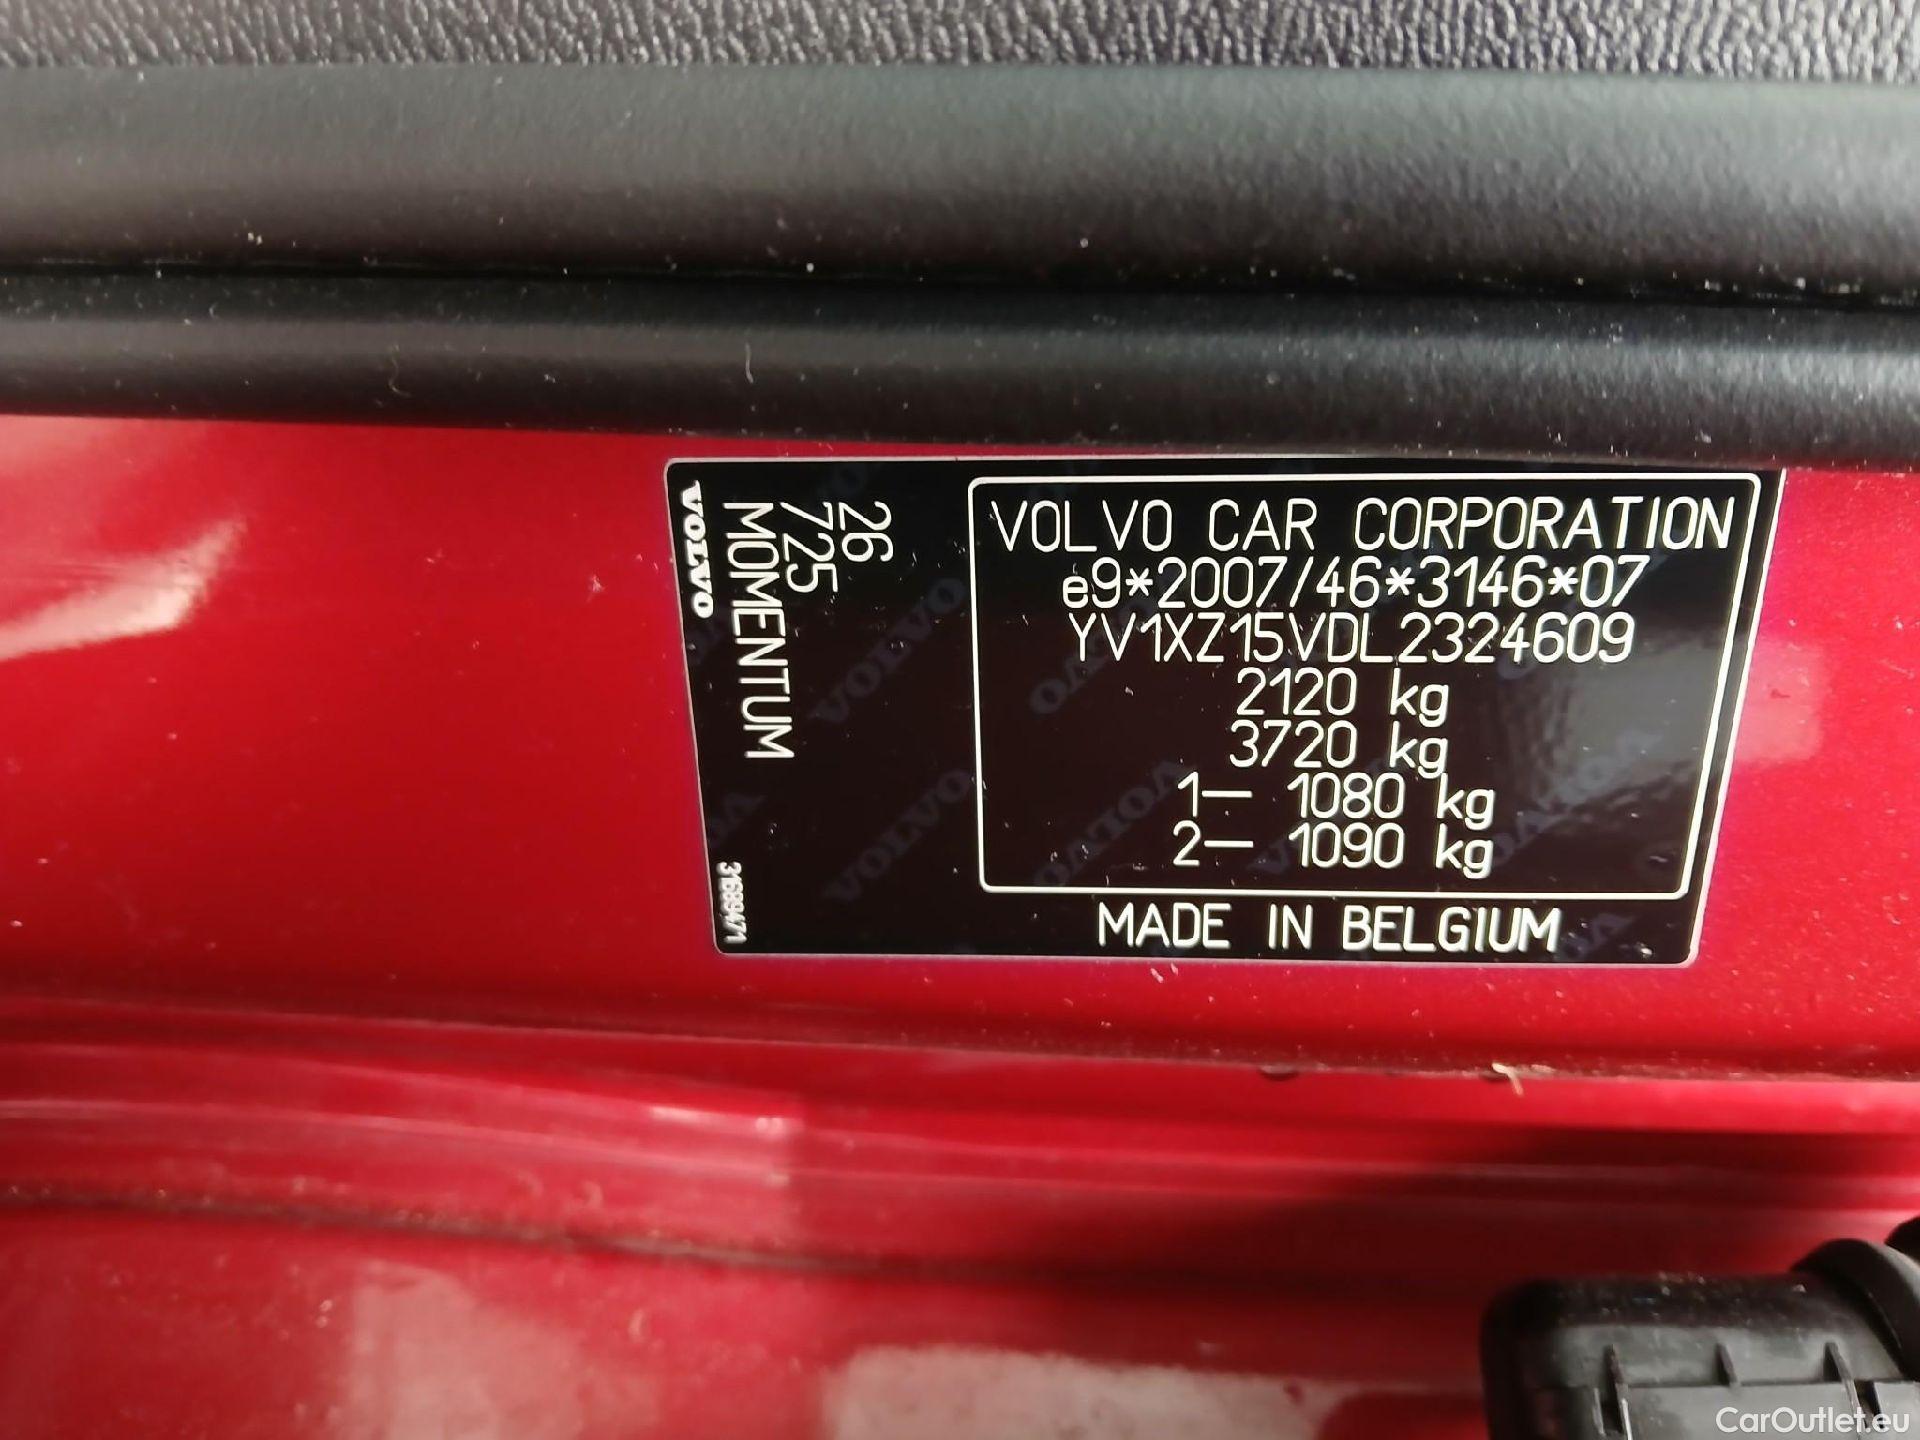 VOLVO CAR CORPORATION
e9*2007/46*3146*07
YV1XZ15VDL2324609
2120 kg
3720 kg
1— 1080 kg
2— 1090 kg
MADE IN BELGIUM
26
725
MOMENTUM
VOLVO
31689471
CarOutlet.eu